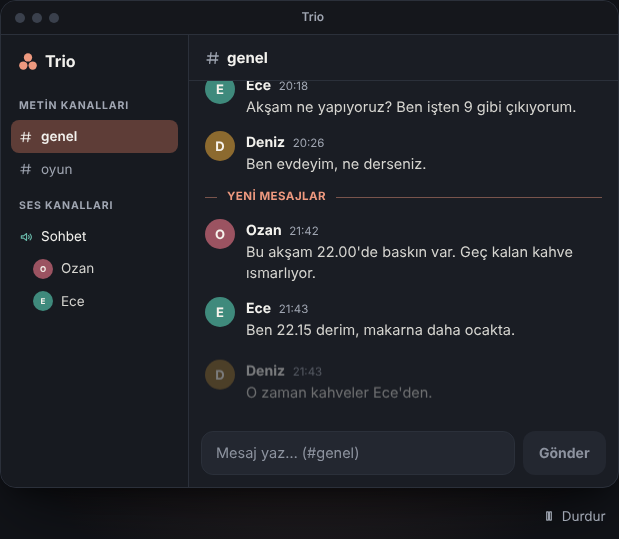 Trio
Trio
METİN KANALLARI
# genel
# oyun
SES KANALLARI
Sohbet
O Ozan
E Ece
# genel
E Ece 20:18
Akşam ne yapıyoruz? Ben işten 9 gibi çıkıyorum.
D Deniz 20:26
Ben evdeyim, ne derseniz.
YENİ MESAJLAR
O Ozan 21:42
Bu akşam 22.00'de baskın var. Geç kalan kahve
ısmarlıyor.
E Ece 21:43
Ben 22.15 derim, makarna daha ocakta.
D Deniz 21:43
O zaman kahveler Ece'den.
Mesaj yaz... (#genel)
Gönder
Durdur